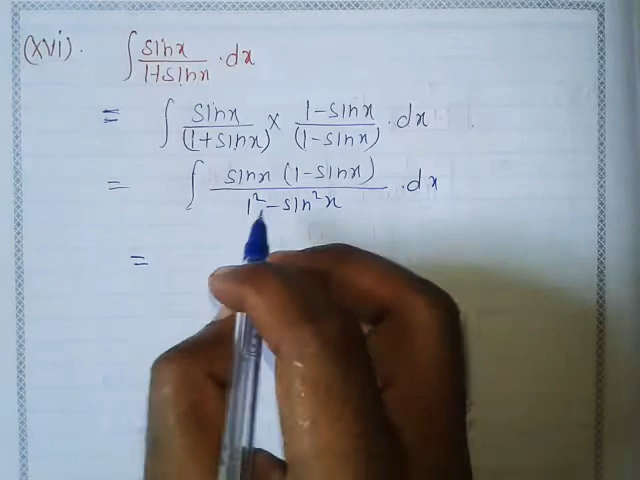 (xvi). ∫ sinx / 1+sinx . dx
= ∫ sinx / (1+sinx) × 1-sinx / (1-sinx) . dx
= ∫ sinx (1-sinx) / 1² - sin²x . dx
=